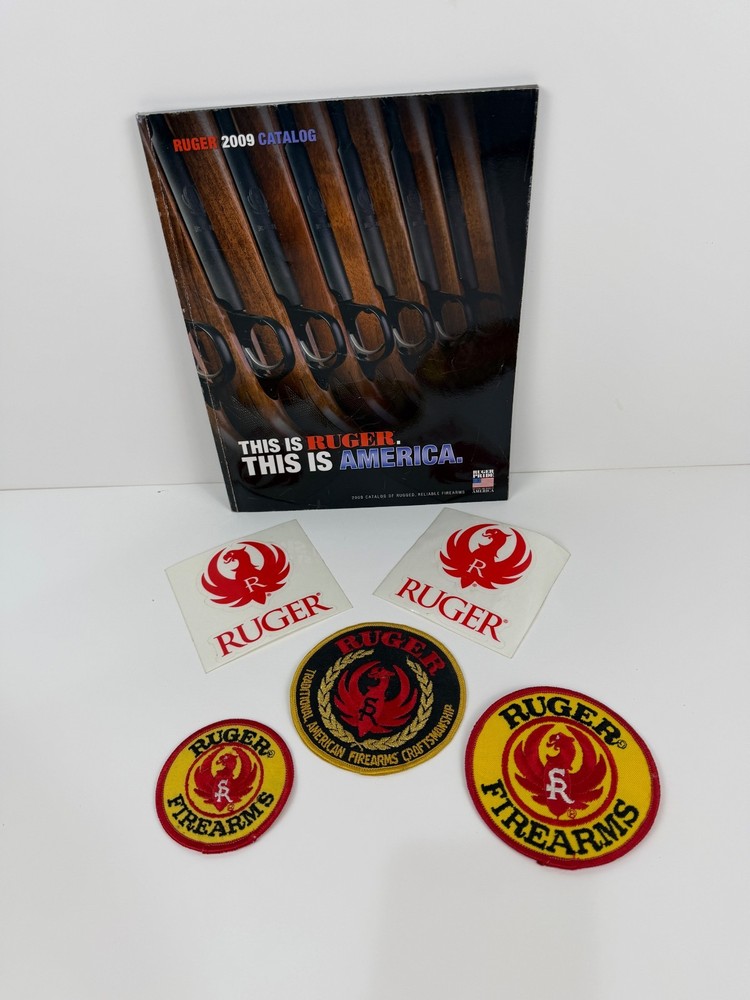 RUGER 2009 CATALOG
THIS IS RUGER.
THIS IS AMERICA.
RUGER
PRIDE
AMERICA
2009 CATALOG OF RUGGED, RELIABLE FIREARMS
R
RUGER®
R
RUGER®
RUGER
SR
TRADITIONAL AMERICAN FIREARMS CRAFTSMANSHIP
RUGER®
SR
®
FIREARMS
RUGER®
SR
®
FIREARMS